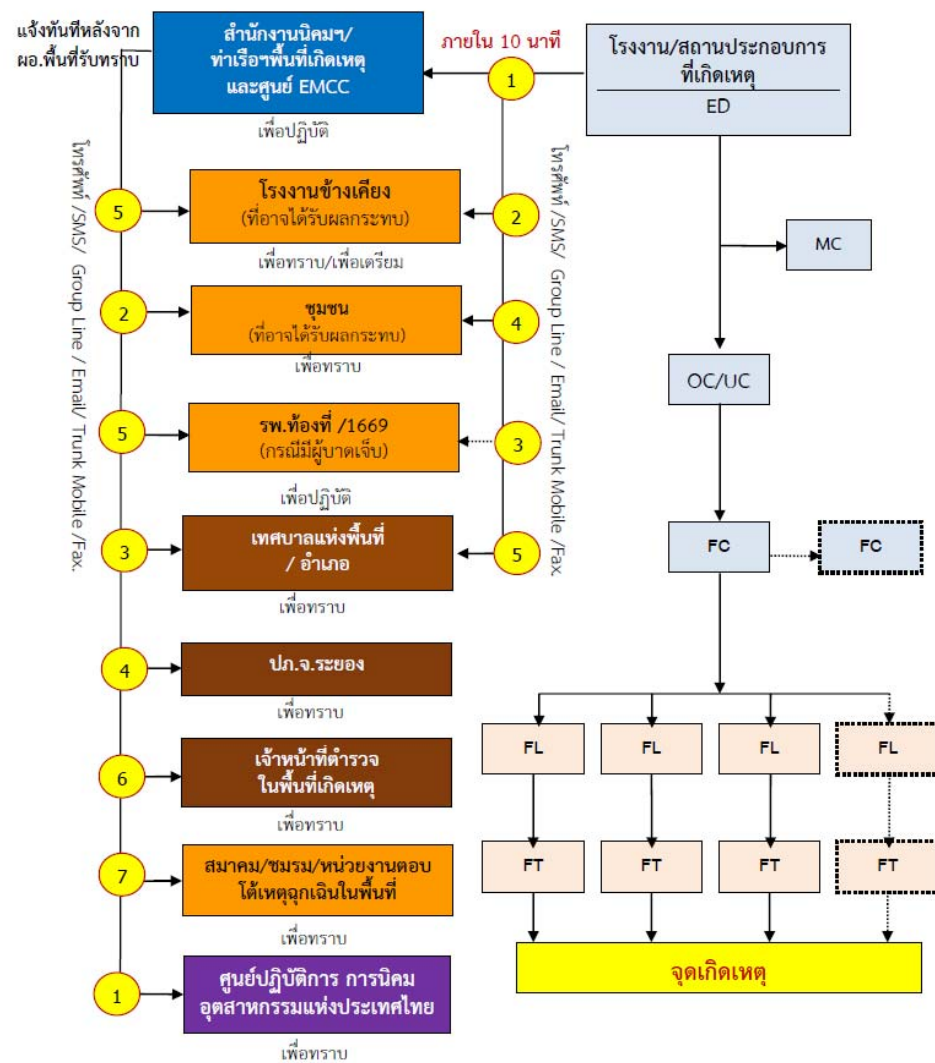 แจ้งทันทีหลังจาก
ผอ.พื้นที่รับทราบ
สำนักงานนิคมฯ/
ท่าเรือฯพื้นที่เกิดเหตุ
และศูนย์ EMCC
เพื่อปฏิบัติ
ภายใน 10 นาที
1
โรงงาน/สถานประกอบการ
ที่เกิดเหตุ
ED
โทรศัพท์ /SMS/ Group Line / Email/ Trunk Mobile /Fax.
โทรศัพท์ /SMS/ Group Line / Email/ Trunk Mobile /Fax.
5
โรงงานข้างเคียง
(ที่อาจได้รับผลกระทบ)
2
เพื่อทราบ/เพื่อเตรียม
2
ชุมชน
(ที่อาจได้รับผลกระทบ)
4
เพื่อทราบ
5
รพ.ท้องที่ /1669
(กรณีมีผู้บาดเจ็บ)
3
เพื่อปฏิบัติ
3
เทศบาลแห่งพื้นที่
/ อำเภอ
5
เพื่อทราบ
4
ปภ.จ.ระยอง
เพื่อทราบ
6
เจ้าหน้าที่ตำรวจ
ในพื้นที่เกิดเหตุ
เพื่อทราบ
7
สมาคม/ชมรม/หน่วยงานตอบ
โต้เหตุฉุกเฉินในพื้นที่
เพื่อทราบ
1
ศูนย์ปฏิบัติการ การนิคม
อุตสาหกรรมแห่งประเทศไทย
เพื่อทราบ
MC
OC/UC
FC
FC
FL
FL
FL
FL
FT
FT
FT
FT
จุดเกิดเหตุ